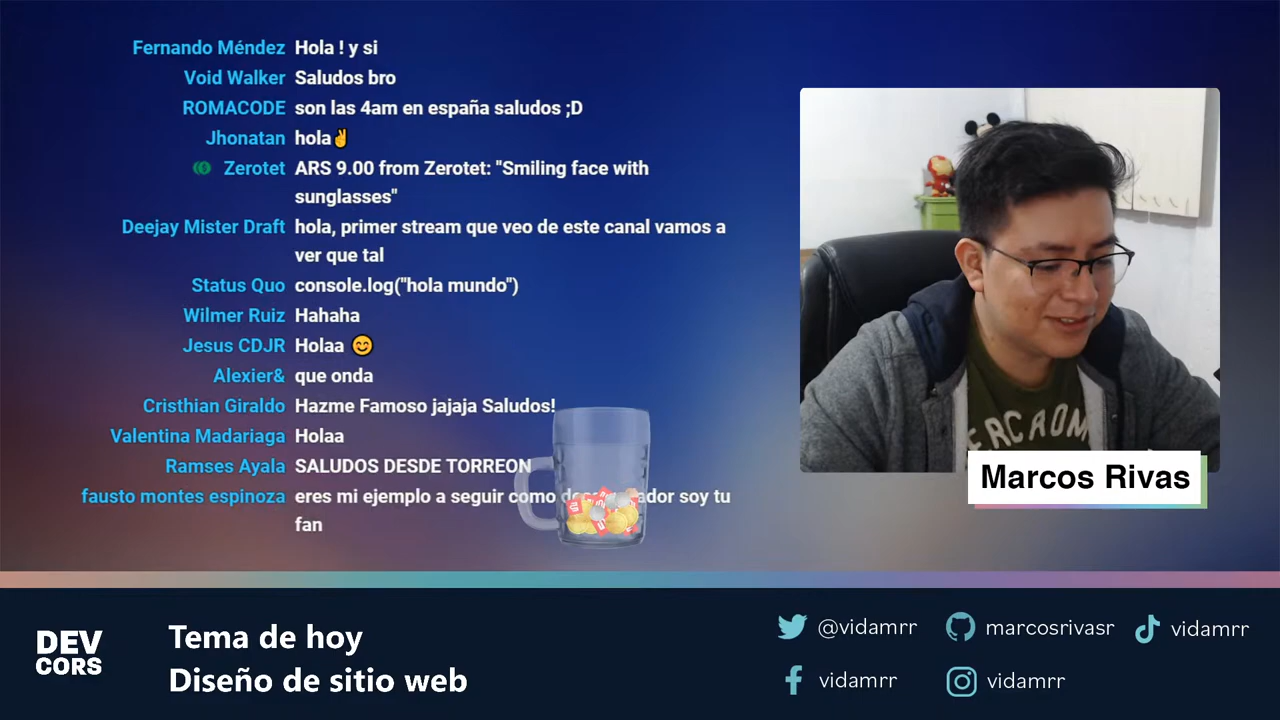 Fernando Méndez Hola ! y si
Void Walker Saludos bro
ROMACODE son las 4am en españa saludos ;D
Jhonatan hola✌
Zerotet ARS 9.00 from Zerotet: "Smiling face with
sunglasses"
Deejay Mister Draft hola, primer stream que veo de este canal vamos a
ver que tal
Status Quo console.log("hola mundo")
Wilmer Ruiz Hahaha
Jesus CDJR Holaa 😊
Alexier& que onda
Cristhian Giraldo Hazme Famoso jajaja Saludos!
Valentina Madariaga Holaa
Ramses Ayala SALUDOS DESDE TORREON
fausto montes espinoza eres mi ejemplo a seguir como soy tu
fan
Marcos Rivas
DEV
CORS
Tema de hoy
Diseño de sitio web
@vidamrr marcosrivasr vidamrr
vidamrr vidamrr